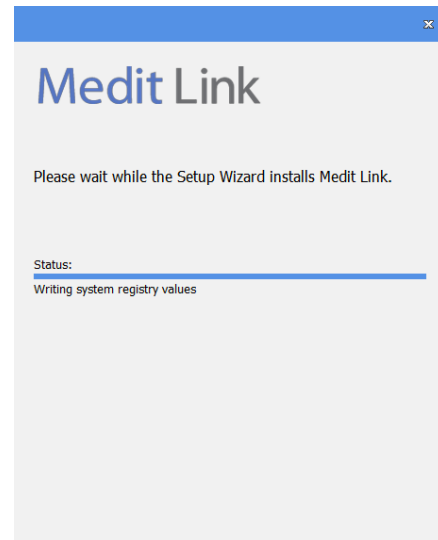 Medit Link
Please wait while the Setup Wizard installs Medit Link.
Status:
Writing system registry values